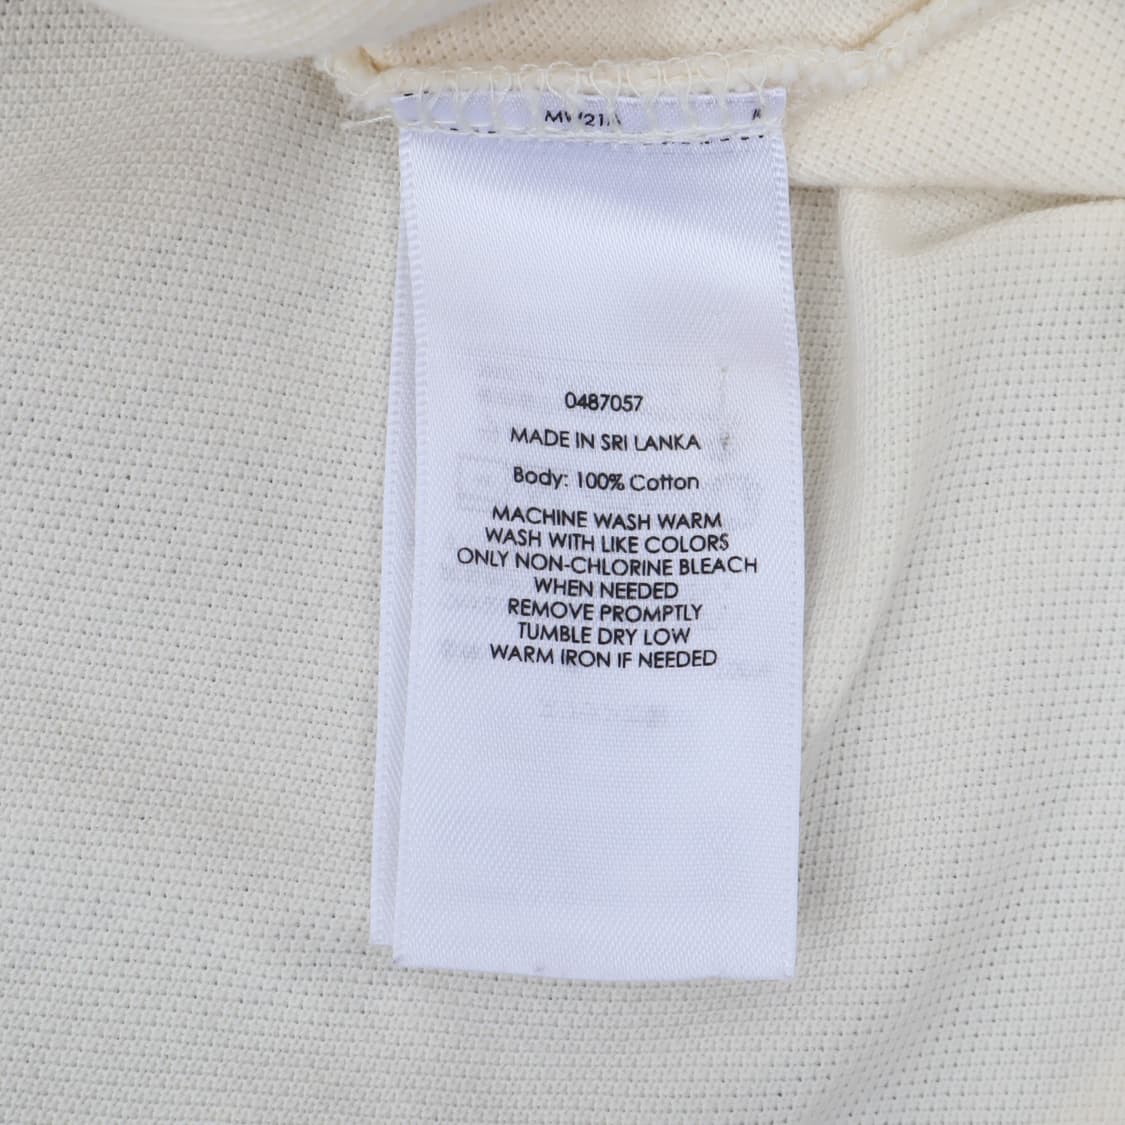 0487057
MADE IN SRI LANKA
Body: 100% Cotton
MACHINE WASH WARM
WASH WITH LIKE COLORS
ONLY NON-CHLORINE BLEACH
WHEN NEEDED
REMOVE PROMPTLY
TUMBLE DRY LOW
WARM IRON IF NEEDED